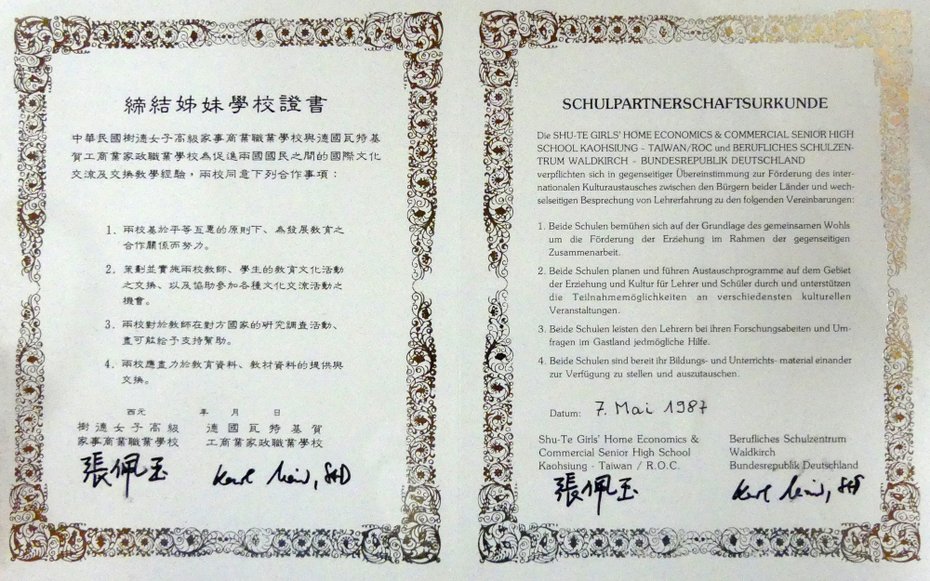 締結姊妹學校證書
中華民國樹德女子高級家事商業職業學校與德國瓦特基
賀工商業家政職業學校為促進兩國國民之間的國際文化
交流及交換教學經驗,兩校同意下列合作事項:
1. 兩校基於平等互惠的原則下、為發展教育之
合作關係而努力。
2. 策劃並實施兩校教師、學生的教育文化活動
之交換、以及協助參加各種文化交流活動之
機會。
3. 兩校對於教師在對方國家的研究調查活動、
盡可能給予支持幫助。
4. 兩校應盡力於教育資料、教材資料的提供與
交換。
西元 年 月 日
樹德女子高級
家事商業職業學校
德國瓦特基賀
工商業家政職業學校
張佩玉
SCHULPARTNERSCHAFTSURKUNDE
Die SHU-TE GIRLS' HOME ECONOMICS & COMMERCIAL SENIOR HIGH
SCHOOL KAOHSIUNG - TAIWAN/ROC und BERUFLICHES SCHULZEN-
TRUM WALDKIRCH - BUNDESREPUBLIK DEUTSCHLAND
verpflichten sich in gegenseitiger Übereinstimmung zur Förderung des inter-
nationalen Kulturaustausches zwischen den Bürgern beider Länder und wech-
selseitigen Besprechung von Lehrerfahrung zu den folgenden Vereinbarungen:
1. Beide Schulen bemühen sich auf der Grundlage des gemeinsamen Wohls
um die Förderung der Erziehung im Rahmen der gegenseitigen
Zusammenarbeit.
2. Beide Schulen planen und führen Austauschprogramme auf dem Gebiet
der Erziehung und Kultur für Lehrer und Schüler durch und unterstützen
die Teilnahmemöglichkeiten an verschiedensten kulturellen
Veranstaltungen.
3. Beide Schulen leisten den Lehrern bei ihren Forschungsabeiten und Um-
fragen im Gastland jedmögliche Hilfe.
4. Beide Schulen sind bereit ihr Bildungs- und Unterrichts- material einander
zur Verfügung zu stellen und auszutauschen.
Datum: 7. Mai 1987
Shu-Te Girls' Home Economics &
Commercial Senior High School
Kaohsiung - Taiwan / R.O.C.
Berufliches Schulzentrum
Waldkirch
Bundesrepublik Deutschland
張佩玉